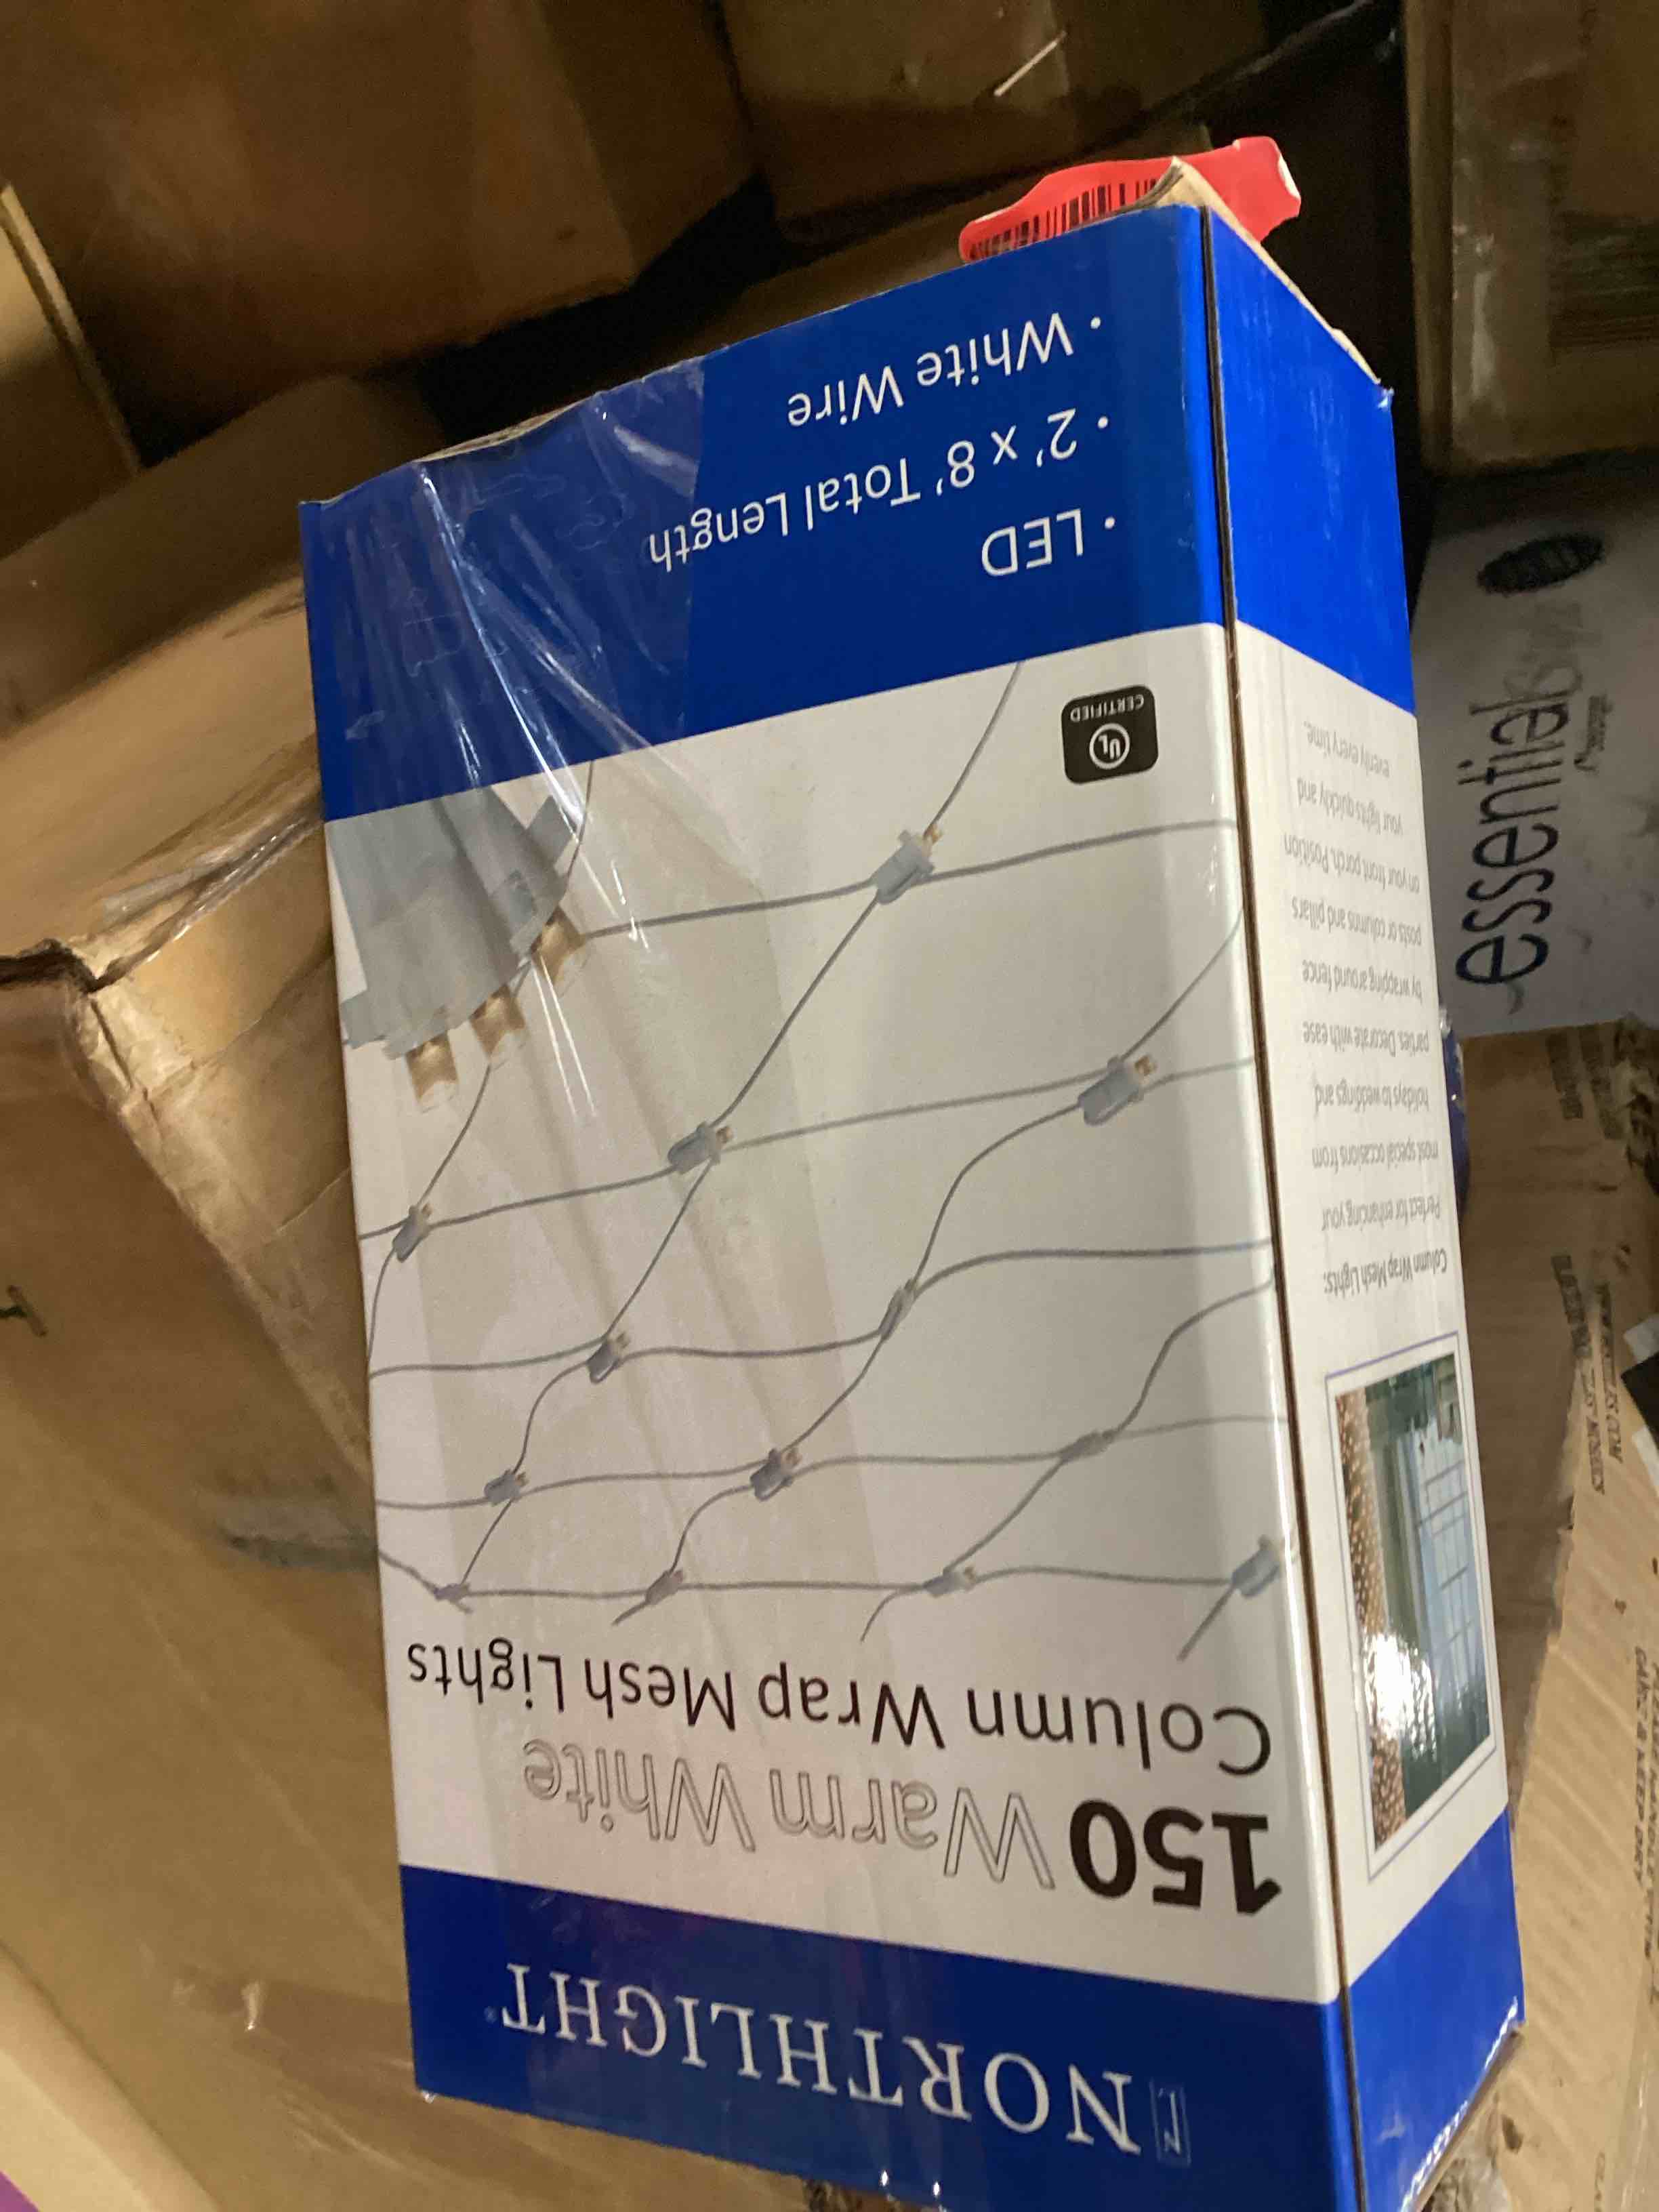 NORTHLIGHT
150 Warm White
Column Wrap Mesh Lights
UL
CERTIFIED
• LED
• 2' x 8' Total Length
• White Wire
Column Wrap Mesh Lights:
Perfect for enhancing your
most special occasions from
holidays to weddings and
parties. Decorate with ease
by wrapping around fence
posts or columns and pillars
on your front porch. Position
your lights quickly and
evenly every time.
essentials